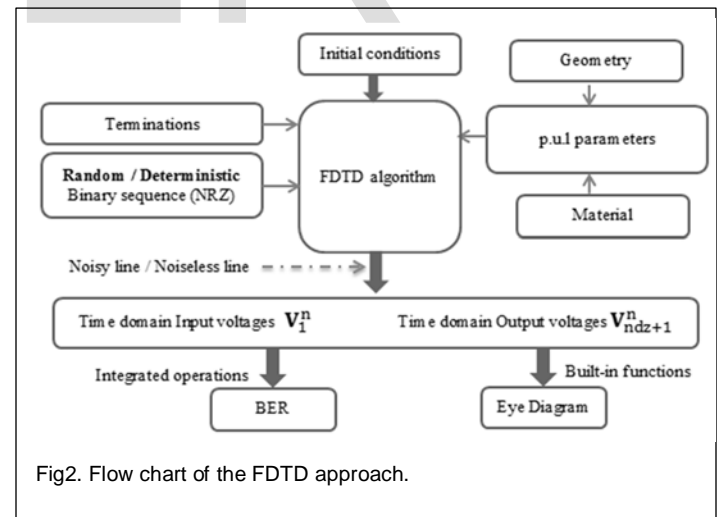 Initial conditions
Geometry
Terminations
p.u.l parameters
Random / Deterministic
Binary sequence (NRZ)
FDTD algorithm
Material
Noisy line / Noiseless line
Time domain Input voltages V₁ⁿ Time domain Output voltages Vⁿndz+1
Integrated operations
Built-in functions
BER
Eye Diagram
Fig2. Flow chart of the FDTD approach.